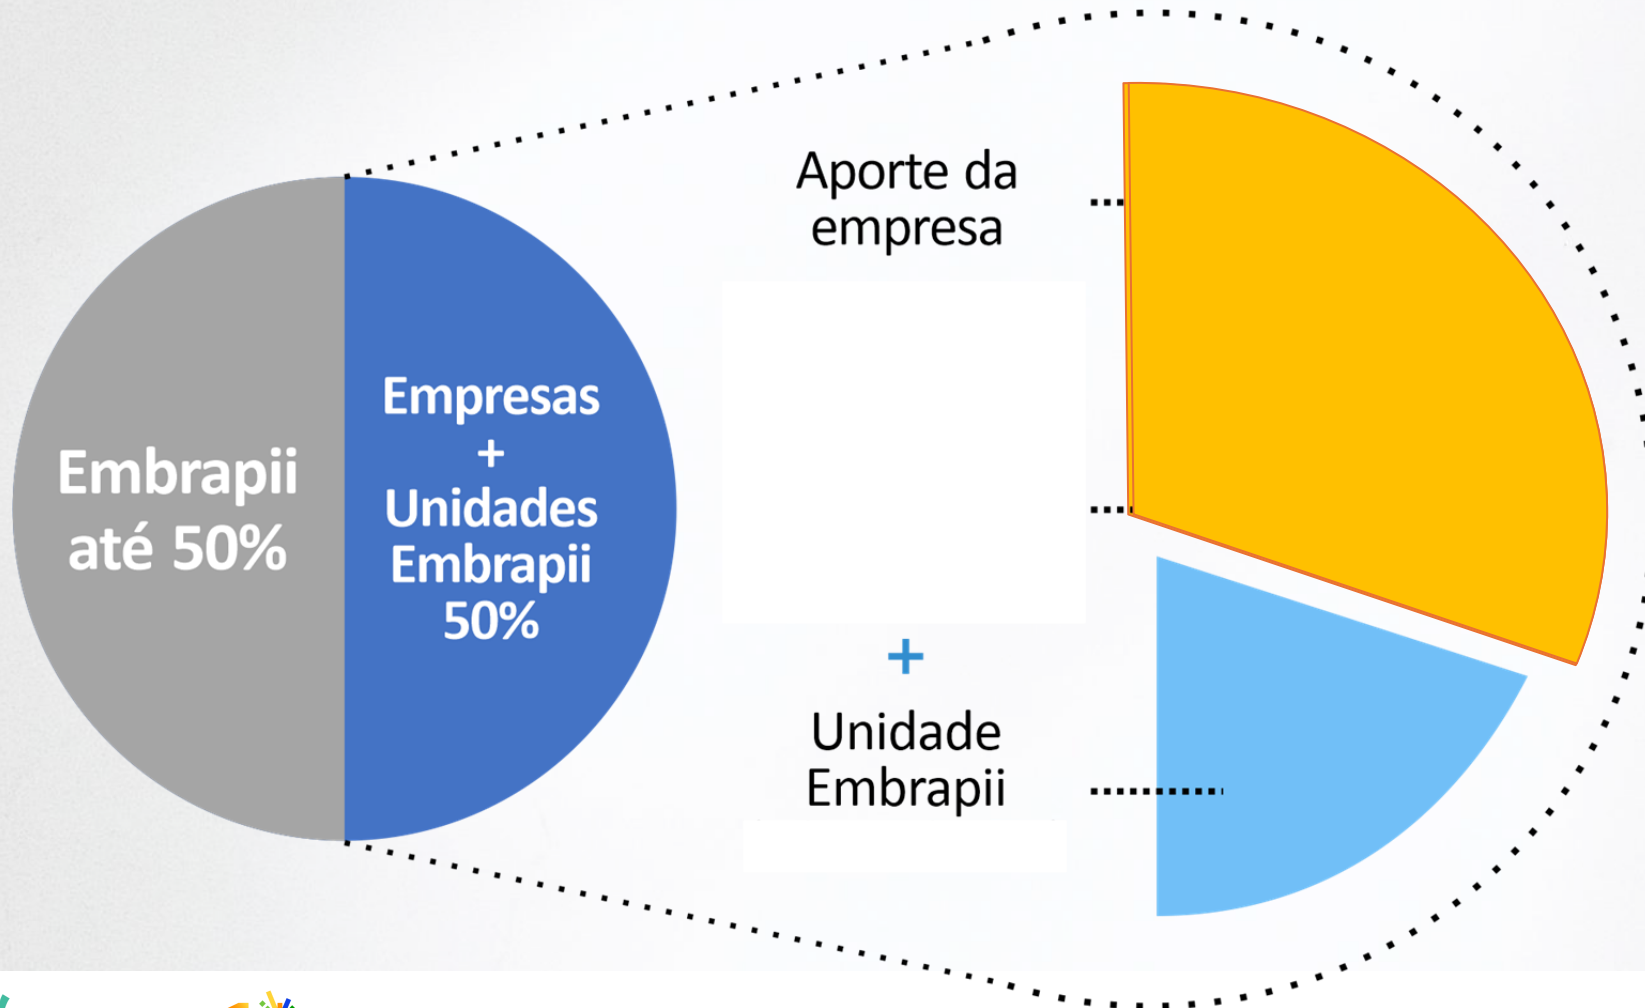 Embrapii
até 50%
Empresas
+
Unidades
Embrapii
50%
Aporte da
empresa
+
Unidade
Embrapii